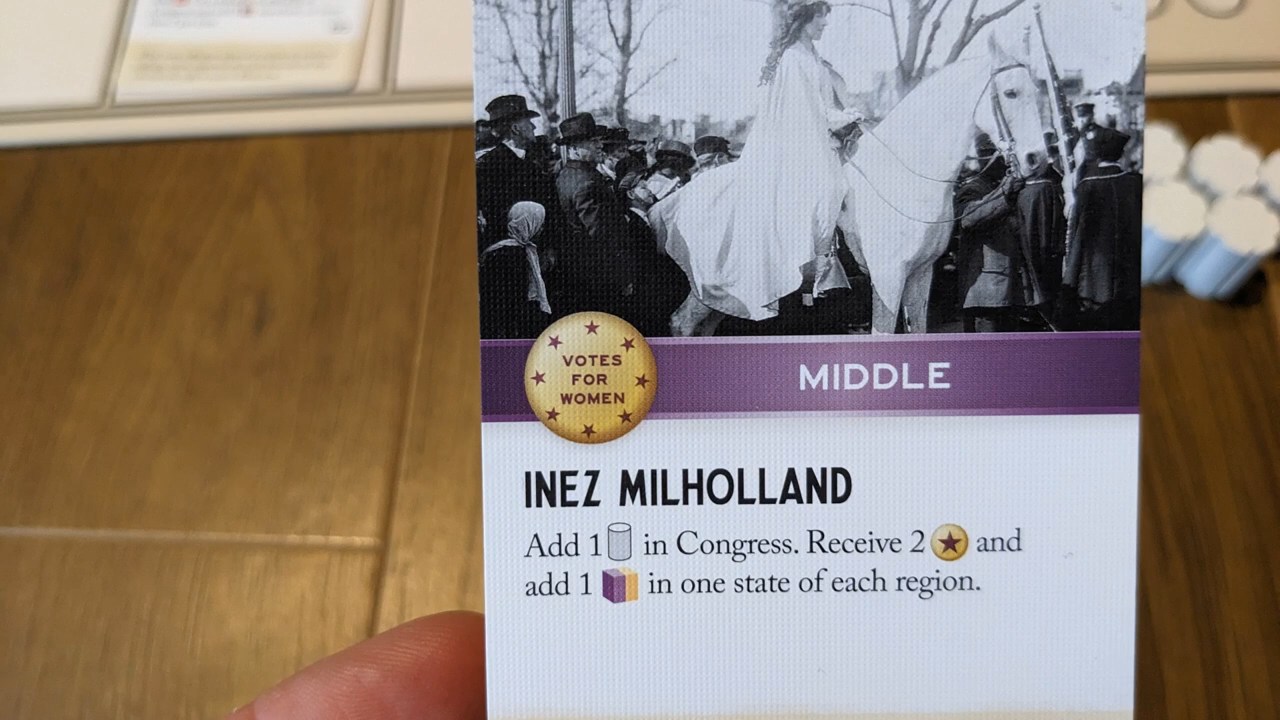 VOTES
FOR
WOMEN
MIDDLE
INEZ MILHOLLAND
Add 1 in Congress. Receive 2 and
add 1 in one state of each region.